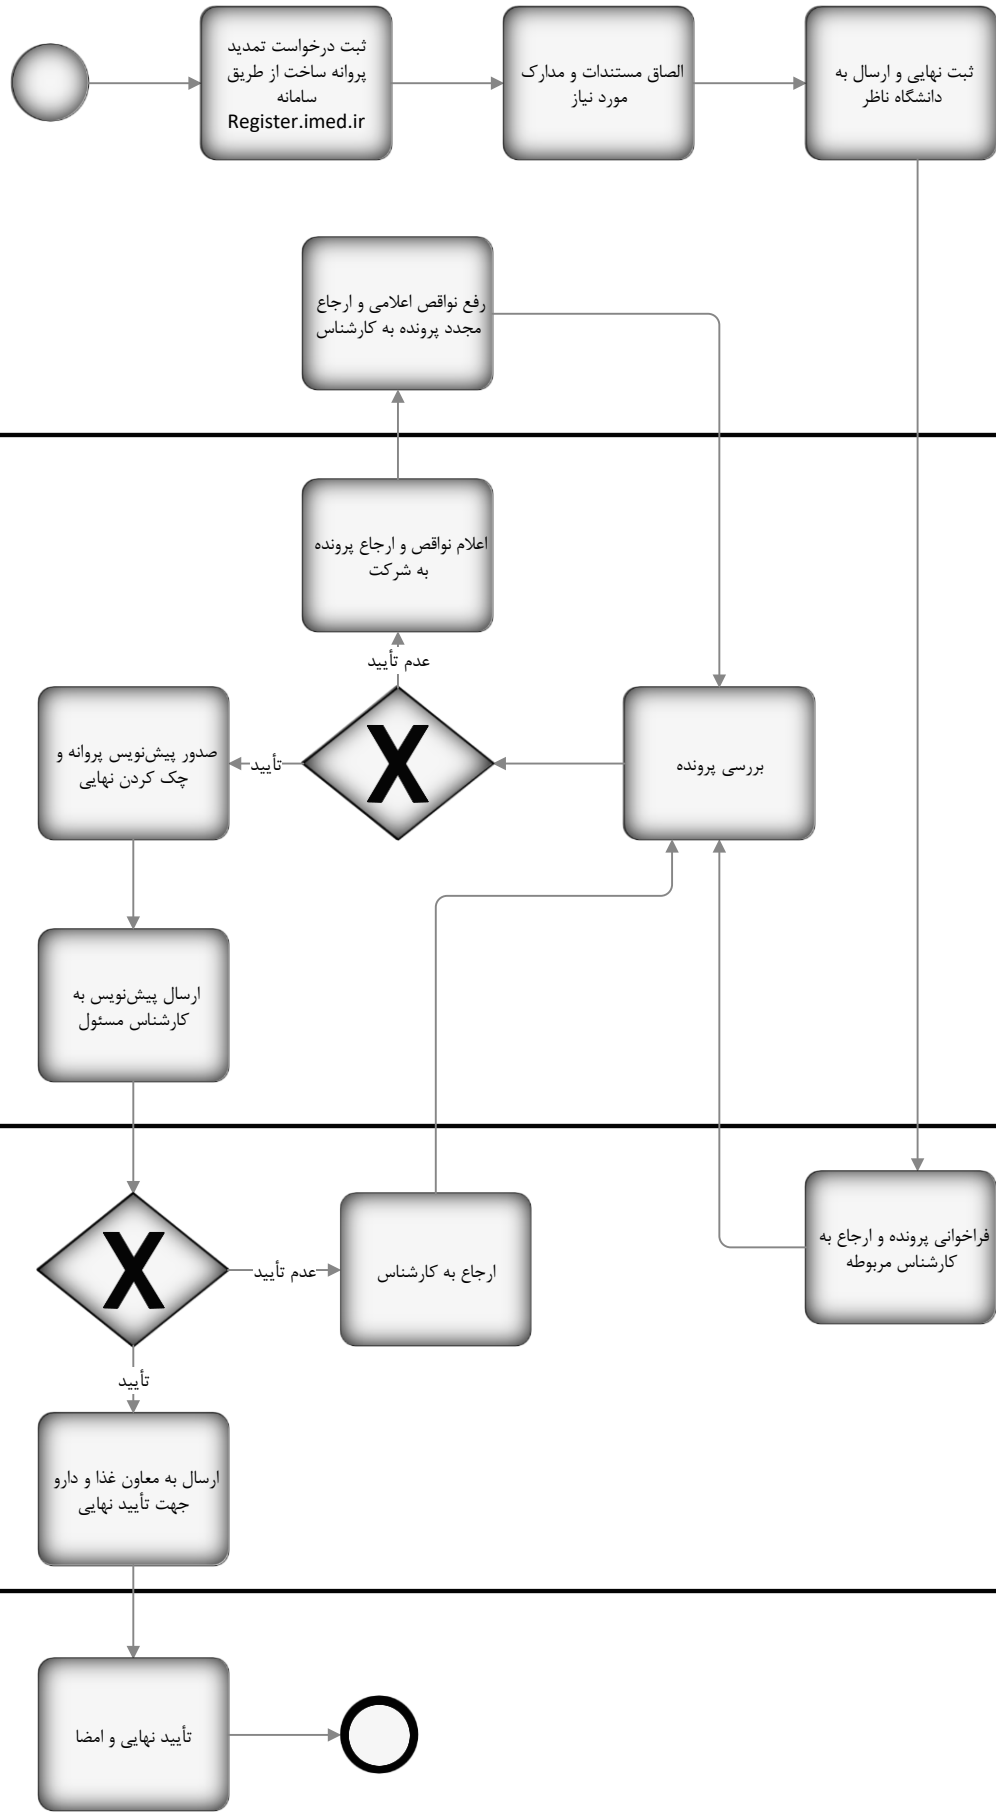 ثبت درخواست تمدید
پروانه ساخت از طریق
سامانه
Register.imed.ir
الصاق مستندات و مدارک
مورد نیاز
ثبت نهایی و ارسال به
دانشگاه ناظر
رفع نواقص اعلامی و ارجاع
مجدد پرونده به کارشناس
اعلام نواقص و ارجاع پرونده
به شرکت
عدم تأیید
صدور پیش‌نویس پروانه و
چک کردن نهایی
تأیید
بررسی پرونده
ارسال پیش‌نویس به
کارشناس مسئول
عدم تأیید
ارجاع به کارشناس
فراخوانی پرونده و ارجاع به
کارشناس مربوطه
تأیید
ارسال به معاون غذا و دارو
جهت تأیید نهایی
تأیید نهایی و امضا